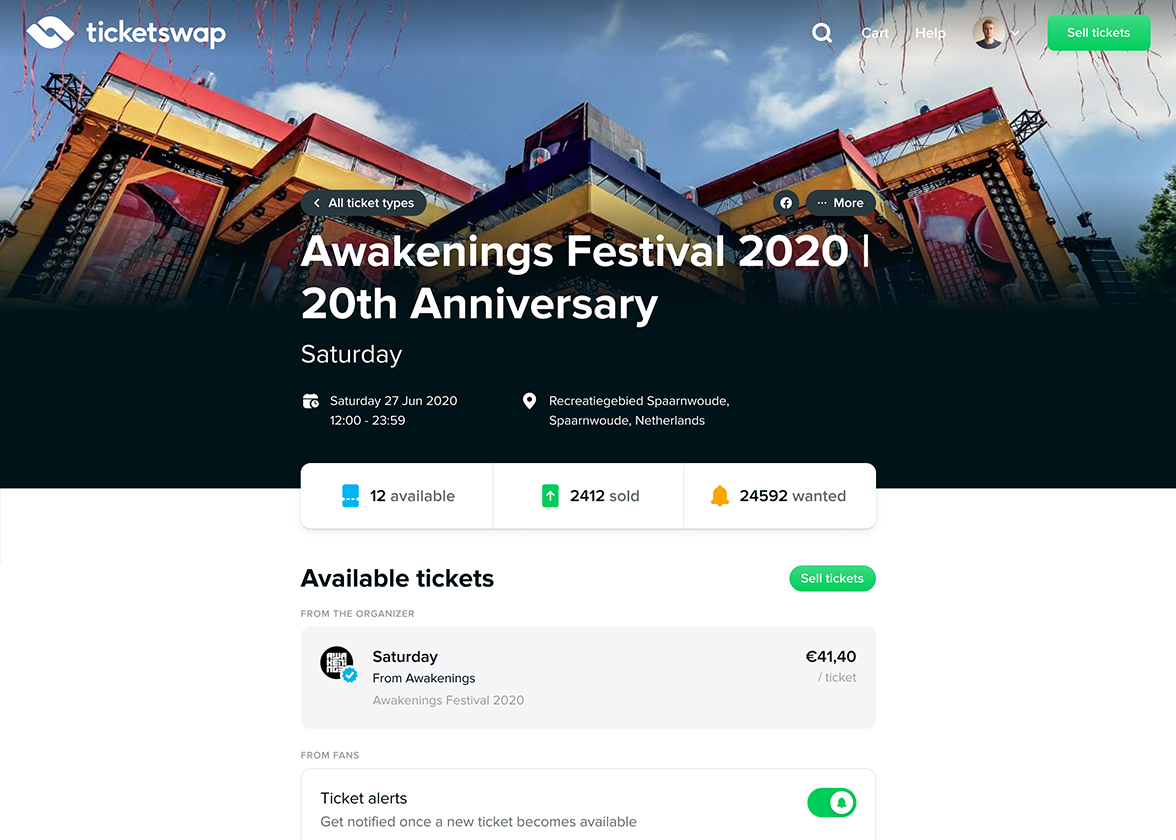 ticketswap
Cart
Help
Sell tickets
All ticket types
··· More
Awakenings Festival 2020 |
20th Anniversary
Saturday
Saturday 27 Jun 2020
12:00 - 23:59
Recreatiegebied Spaarnwoude,
Spaarnwoude, Netherlands
12 available
2412 sold
24592 wanted
Available tickets
Sell tickets
FROM THE ORGANIZER
AWA
KENI
NGS
Saturday
€41,40
From Awakenings
/ ticket
Awakenings Festival 2020
FROM FANS
Ticket alerts
Get notified once a new ticket becomes available